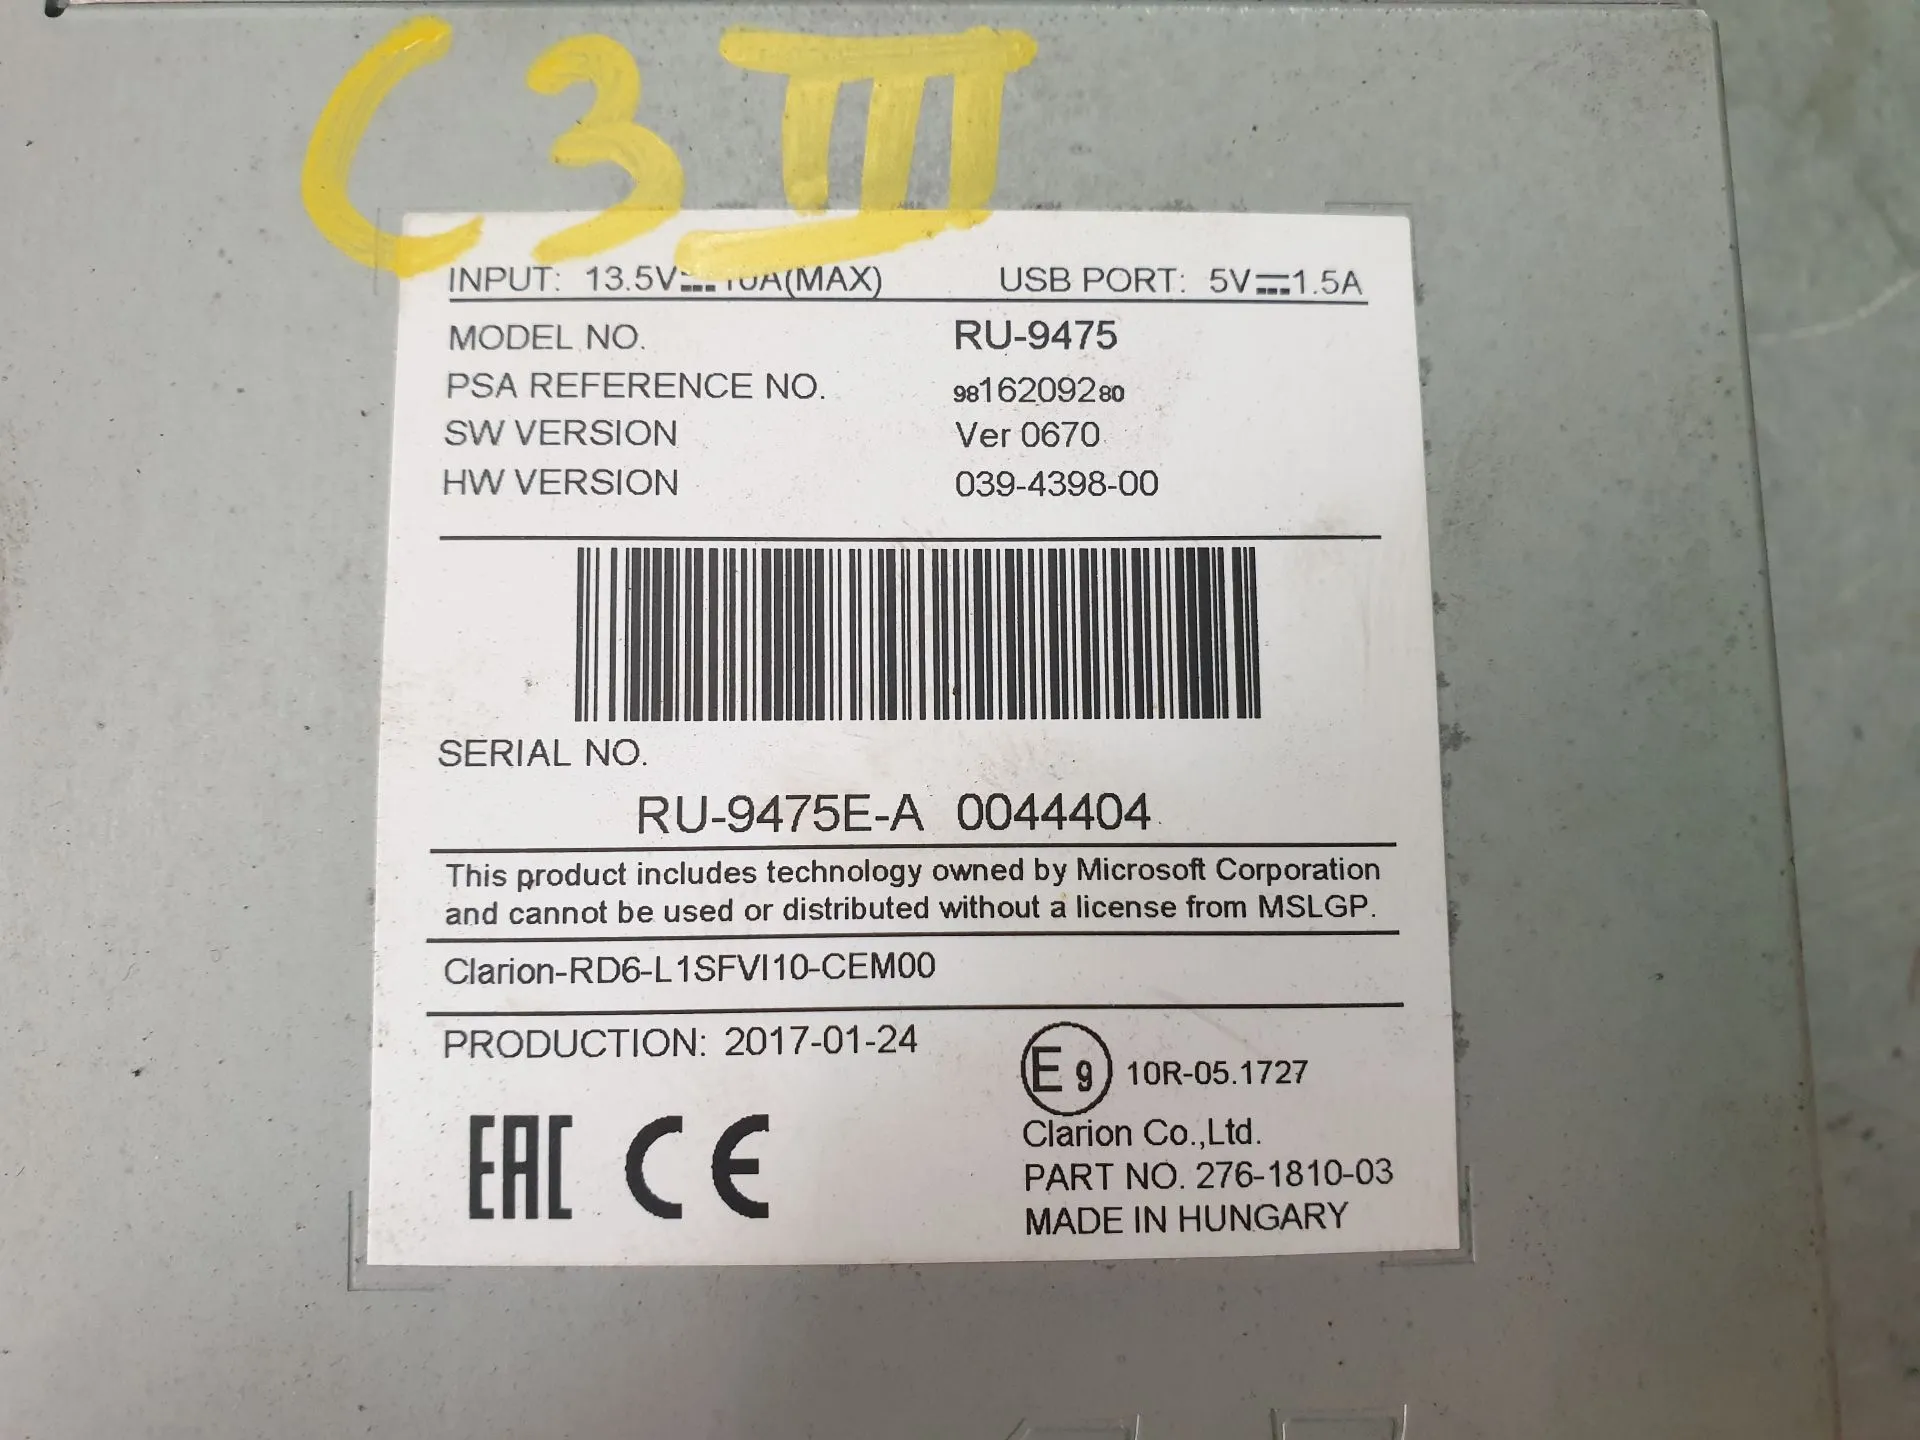 C3 III
INPUT: 13.5V⎓10A(MAX) USB PORT: 5V⎓1.5A
MODEL NO. RU-9475
PSA REFERENCE NO. 9816209280
SW VERSION Ver 0670
HW VERSION 039-4398-00
SERIAL NO.
RU-9475E-A 0044404
This product includes technology owned by Microsoft Corporation
and cannot be used or distributed without a license from MSLGP.
Clarion-RD6-L1SFVI10-CEM00
PRODUCTION: 2017-01-24
E9 10R-05.1727
EAC CE
Clarion Co.,Ltd.
PART NO. 276-1810-03
MADE IN HUNGARY